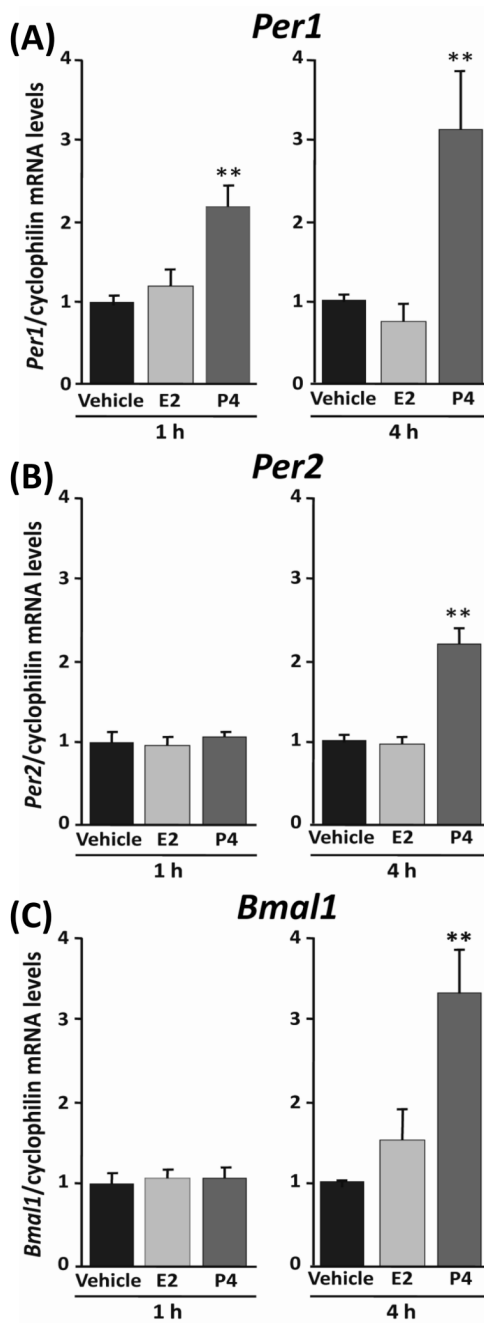 (A) Per1
Per1/cyclophilin mRNA levels
4 4
3 3
2 2
1 1
0 0
** **
Vehicle E2 P4 Vehicle E2 P4
1 h 4 h
(B) Per2
Per2/cyclophilin mRNA levels
4 4
3 3
2 2
1 1
0 0
**
Vehicle E2 P4 Vehicle E2 P4
1 h 4 h
(C) Bmal1
Bmal1/cyclophilin mRNA levels
4 4
3 3
2 2
1 1
0 0
**
Vehicle E2 P4 Vehicle E2 P4
1 h 4 h